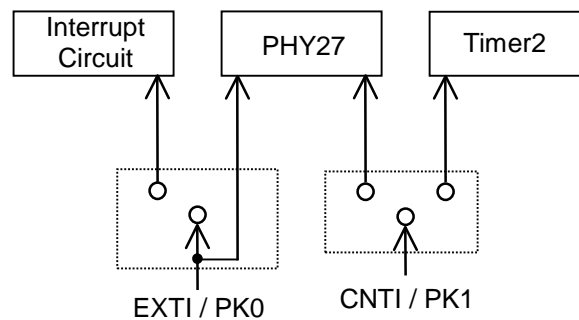 Interrupt
Circuit
PHY27
Timer2
EXTI / PK0
CNTI / PK1